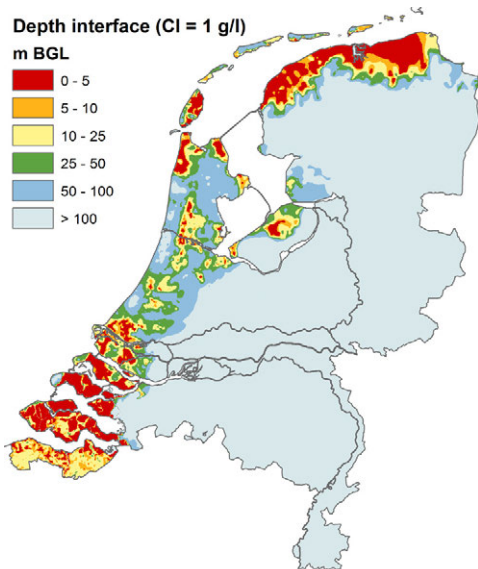 Depth interface (Cl = 1 g/l)
m BGL
0 - 5
5 - 10
10 - 25
25 - 50
50 - 100
> 100